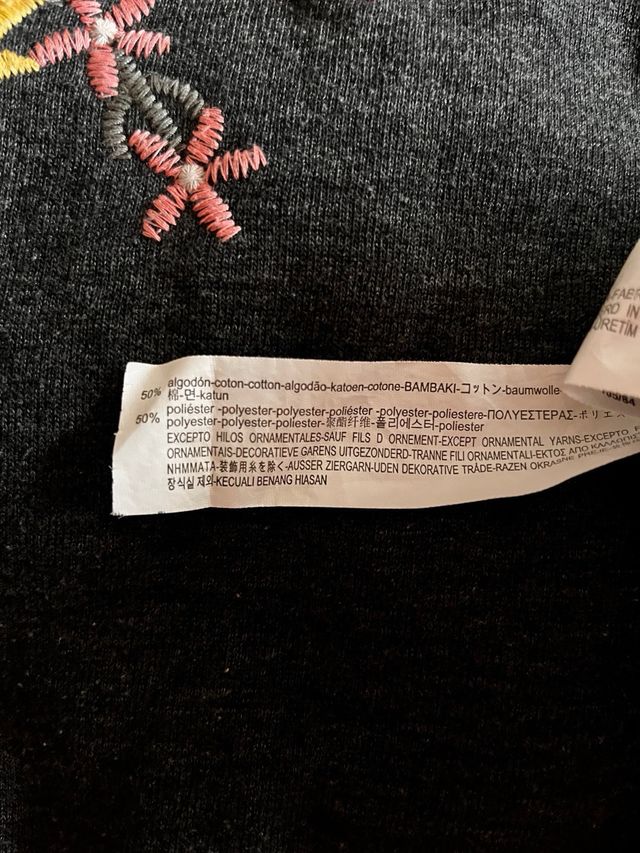 50% algodón-coton-cotton-algodão-katoen-cotone-BAMBAKI-コットン-baumwolle
棉-면-katun
50% poliéster -polyester-polyester-poliéster -polyester-poliestere-ΠΟΛΥΕΣΤΕΡΑΣ-ポリエス
polyester-polyester-poliester-聚酯纤维-폴리에스터-poliester
EXCEPTO HILOS ORNAMENTALES-SAUF FILS D ORNEMENT-EXCEPT ORNAMENTAL YARNS-EXCEPTO
ORNAMENTAIS-DECORATIEVE GARENS UITGEZONDERD-TRANNE FILI ORNAMENTALI-ΕΚΤΟΣ ΑΠΟ
ΝΗΜΜΑΤΑ-装飾用糸を除く-AUSSER ZIERGARN-UDEN DEKORATIVE TRÅDE-RAZEN OKRASNE
장식실 제외-KECUALI BENANG HIASAN
FABR
IN
ÜRETİM